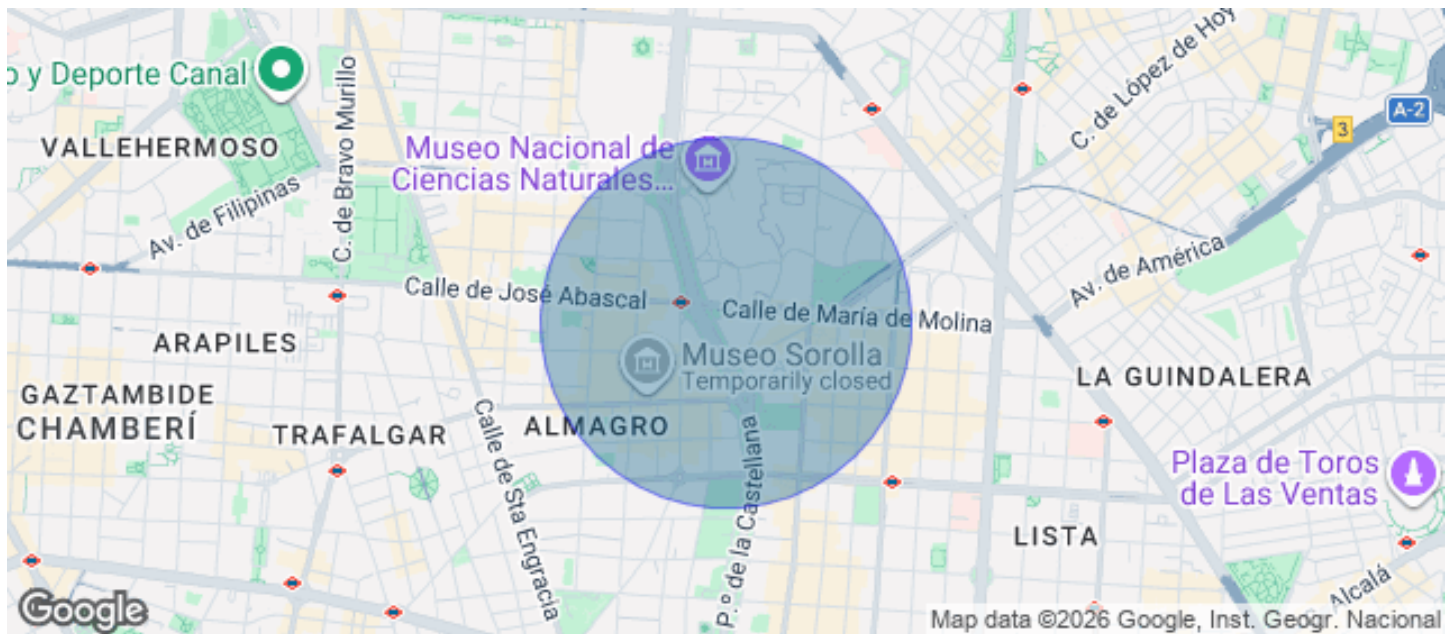 o y Deporte Canal
C. de López de Hoy
A-2
3
VALLEHERMOSO
C. de Bravo Murillo
Museo Nacional de
Ciencias Naturales...
Av. de Filipinas
Av. de América
Calle de José Abascal
Calle de María de Molina
ARAPILES
Museo Sorolla
Temporarily closed
LA GUINDALERA
GAZTAMBIDE
CHAMBERÍ
TRAFALGAR
ALMAGRO
Calle de Sta Engracia
P.º de la Castellana
Plaza de Toros
de Las Ventas
LISTA
Alcalá
Google
Map data ©2026 Google, Inst. Geogr. Nacional